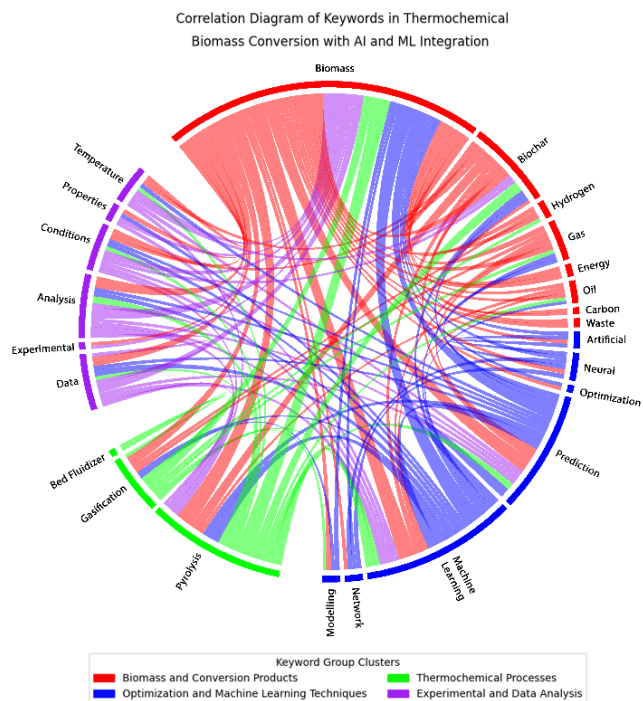 Correlation Diagram of Keywords in Thermochemical
Biomass Conversion with AI and ML Integration
Biomass
Biochar
Hydrogen
Gas
Energy
Oil
Carbon
Waste
Artificial
Neural
Optimization
Prediction
Machine
Learning
Network
Modelling
Pyrolysis
Gasification
Bed Fluidizer
Data
Experimental
Analysis
Conditions
Properties
Temperature
Keyword Group Clusters
Biomass and Conversion Products
Optimization and Machine Learning Techniques
Thermochemical Processes
Experimental and Data Analysis